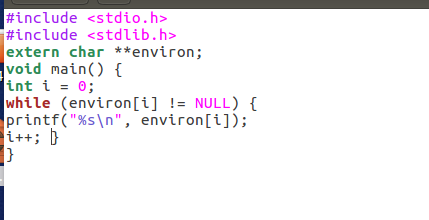 #include <stdio.h>
#include <stdlib.h>
extern char **environ;
void main() {
int i = 0;
while (environ[i] != NULL) {
printf("%s\n", environ[i]);
i++; }
}